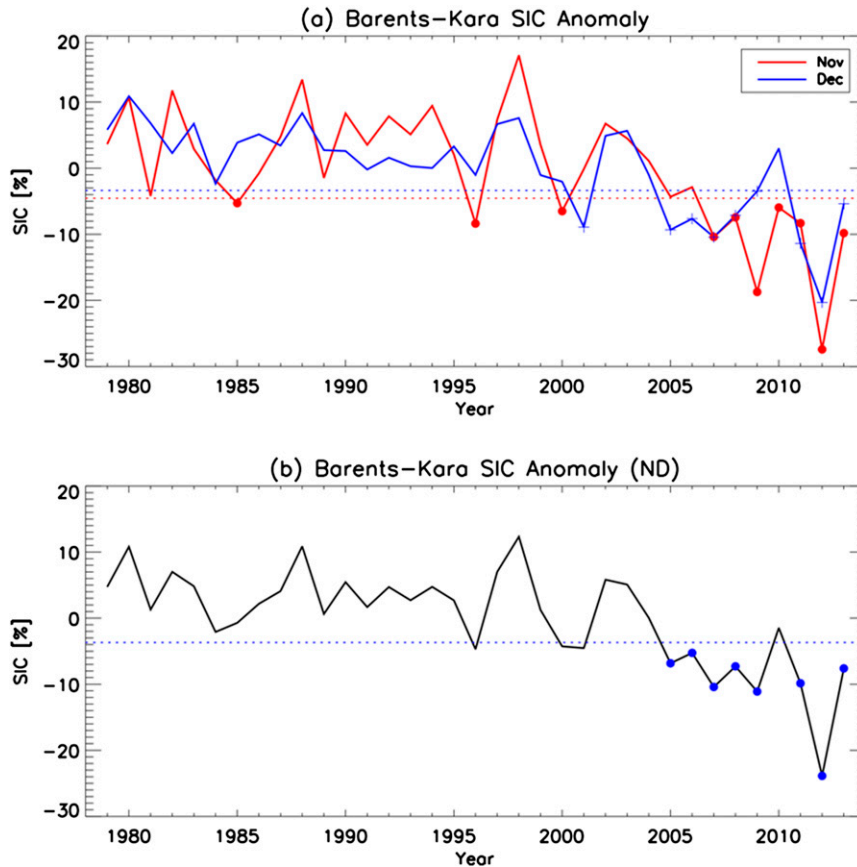 (a) Barents-Kara SIC Anomaly
20
10
0
-10
-20
-30
SIC [%]
Nov
Dec
1980 1985 1990 1995 2000 2005 2010
Year
(b) Barents-Kara SIC Anomaly (ND)
20
10
0
-10
-20
-30
SIC [%]
1980 1985 1990 1995 2000 2005 2010
Year